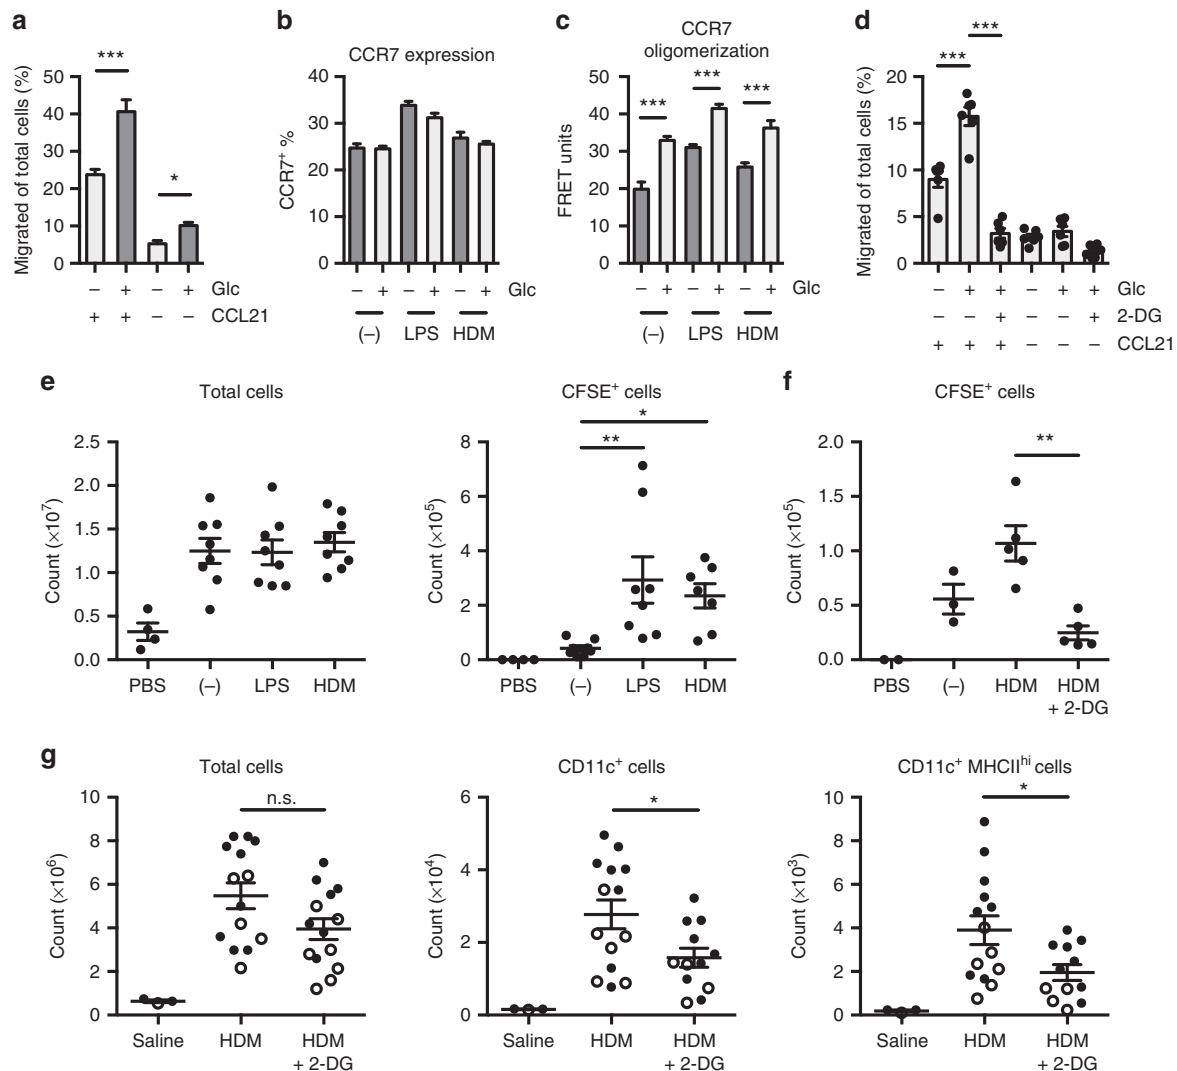 a
Migrated of total cells (%)
50
40
30
20
10
0
***
*
– + – + Glc
+ + – – CCL21
b
CCR7 expression
CCR7⁺ %
40
30
20
10
0
– + – + – + Glc
(–) LPS HDM
c
CCR7
oligomerization
FRET units
50
40
30
20
10
0
***
***
***
– + – + – + Glc
(–) LPS HDM
d
Migrated of total cells (%)
20
15
10
5
0
***
***
– + + – + + Glc
– – + – – + 2-DG
+ + + – – – CCL21
e
Total cells
Count (×10⁷)
2.5
2.0
1.5
1.0
0.5
0.0
PBS (–) LPS HDM
CFSE⁺ cells
Count (×10⁵)
8
6
4
2
0
*
**
PBS (–) LPS HDM
f
CFSE⁺ cells
Count (×10⁵)
2.0
1.5
1.0
0.5
0.0
**
PBS (–) HDM HDM
+ 2-DG
g
Total cells
Count (×10⁶)
10
8
6
4
2
0
n.s.
Saline HDM HDM
+ 2-DG
CD11c⁺ cells
Count (×10⁴)
6
4
2
0
*
Saline HDM HDM
+ 2-DG
CD11c⁺ MHCIIʰⁱ cells
Count (×10³)
10
8
6
4
2
0
*
Saline HDM HDM
+ 2-DG